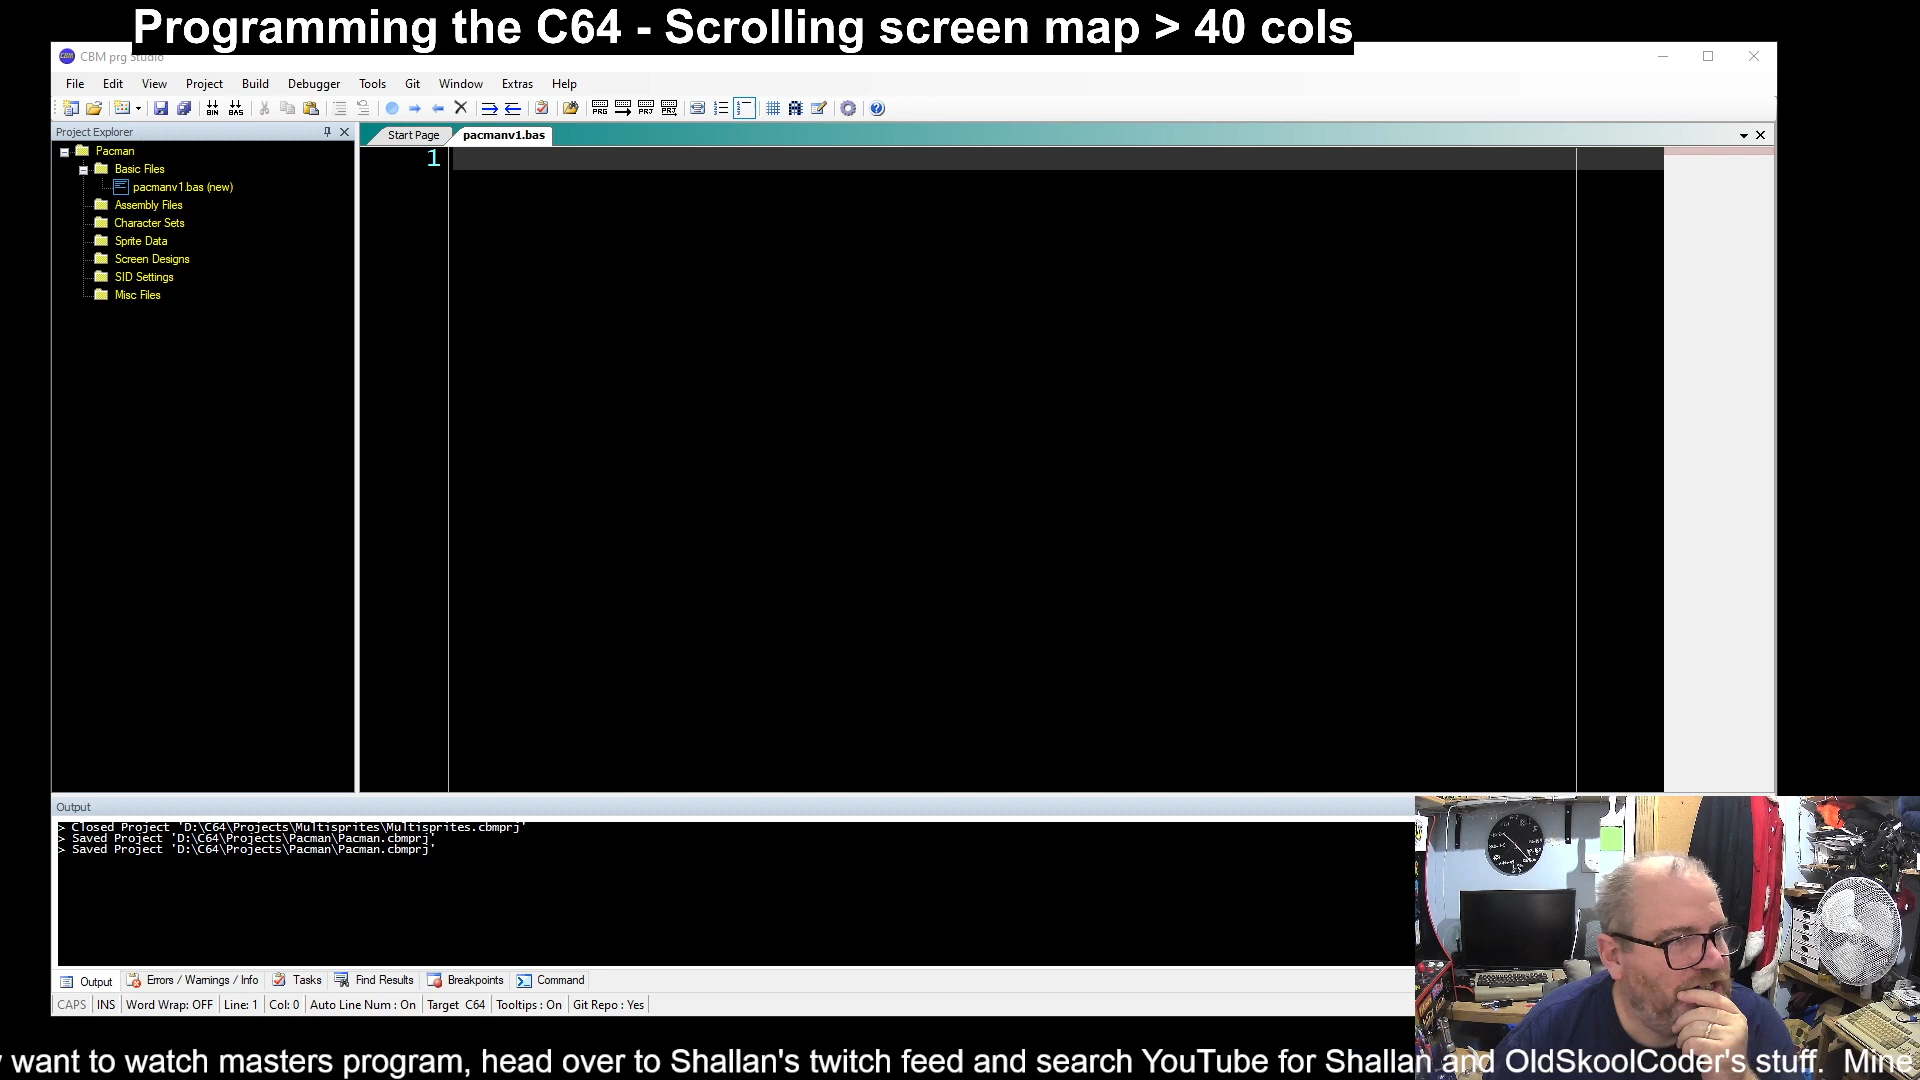 Programming the C64 - Scrolling screen map > 40 cols
CBM prg Studio
File Edit View Project Build Debugger Tools Git Window Extras Help
Project Explorer
Start Page pacmanv1.bas
Pacman
Basic Files
pacmanv1.bas (new)
Assembly Files
Character Sets
Sprite Data
Screen Designs
SID Settings
Misc Files
1
Output
> Closed Project 'D:\C64\Projects\Multisprites\Multisprites.cbmprj'
> Saved Project 'D:\C64\Projects\Pacman\Pacman.cbmprj'
> Saved Project 'D:\C64\Projects\Pacman\Pacman.cbmprj'
Output Errors / Warnings / Info Tasks Find Results Breakpoints Command
CAPS INS Word Wrap: OFF Line: 1 Col: 0 Auto Line Num : On Target C64 Tooltips : On Git Repo : Yes
want to watch masters program, head over to Shallan's twitch feed and search YouTube for Shallan and OldSkoolCoder's stuff. Mine